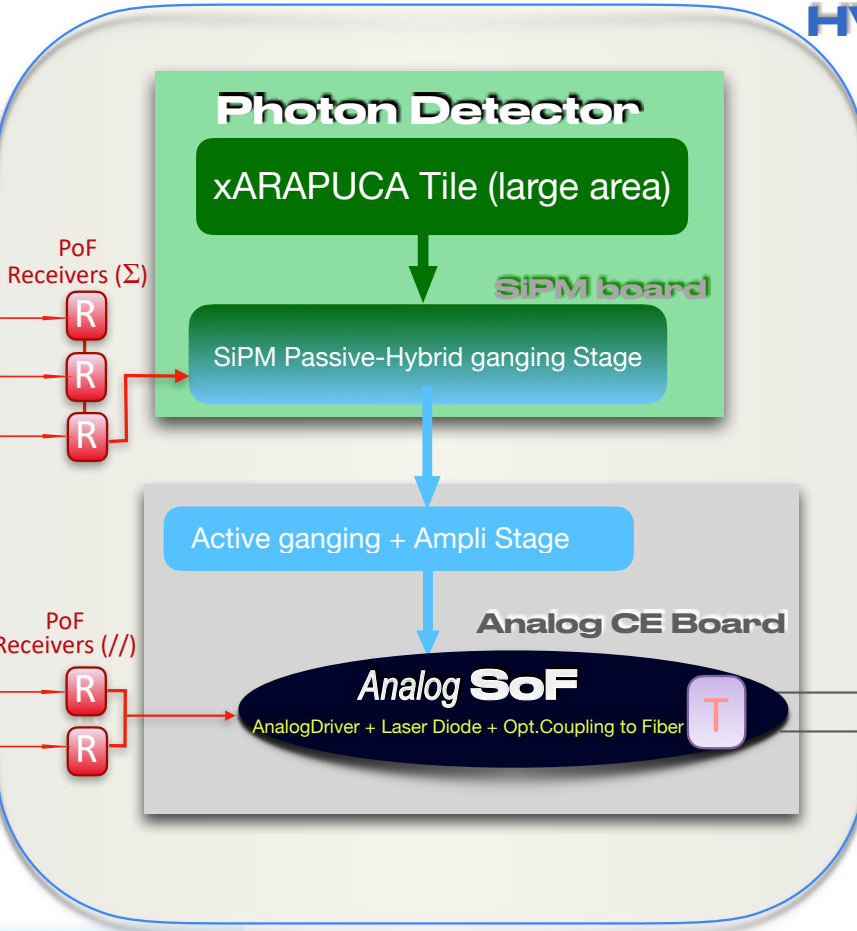 HV
Photon Detector
xARAPUCA Tile (large area)
PoF
Receivers (Σ)
SiPM board
R
SiPM Passive-Hybrid ganging Stage
R
R
Active ganging + Ampli Stage
PoF
Receivers (//)
Analog CE Board
R
Analog SoF
T
AnalogDriver + Laser Diode + Opt.Coupling to Fiber
R